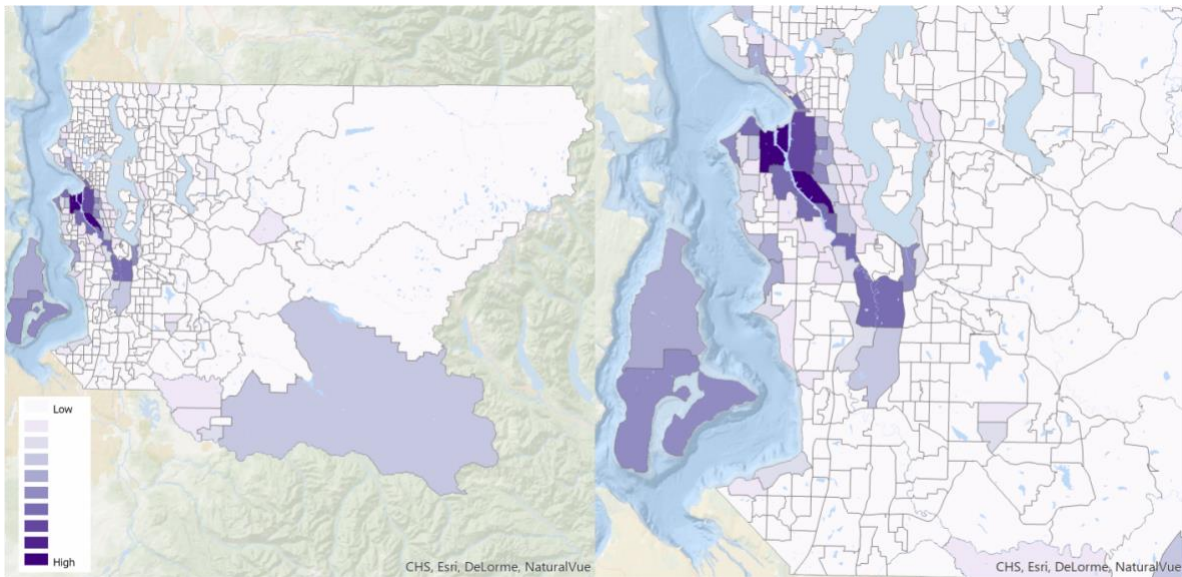 Low
High
CHS, Esri, DeLorme, NaturalVue
CHS, Esri, DeLorme, NaturalVue